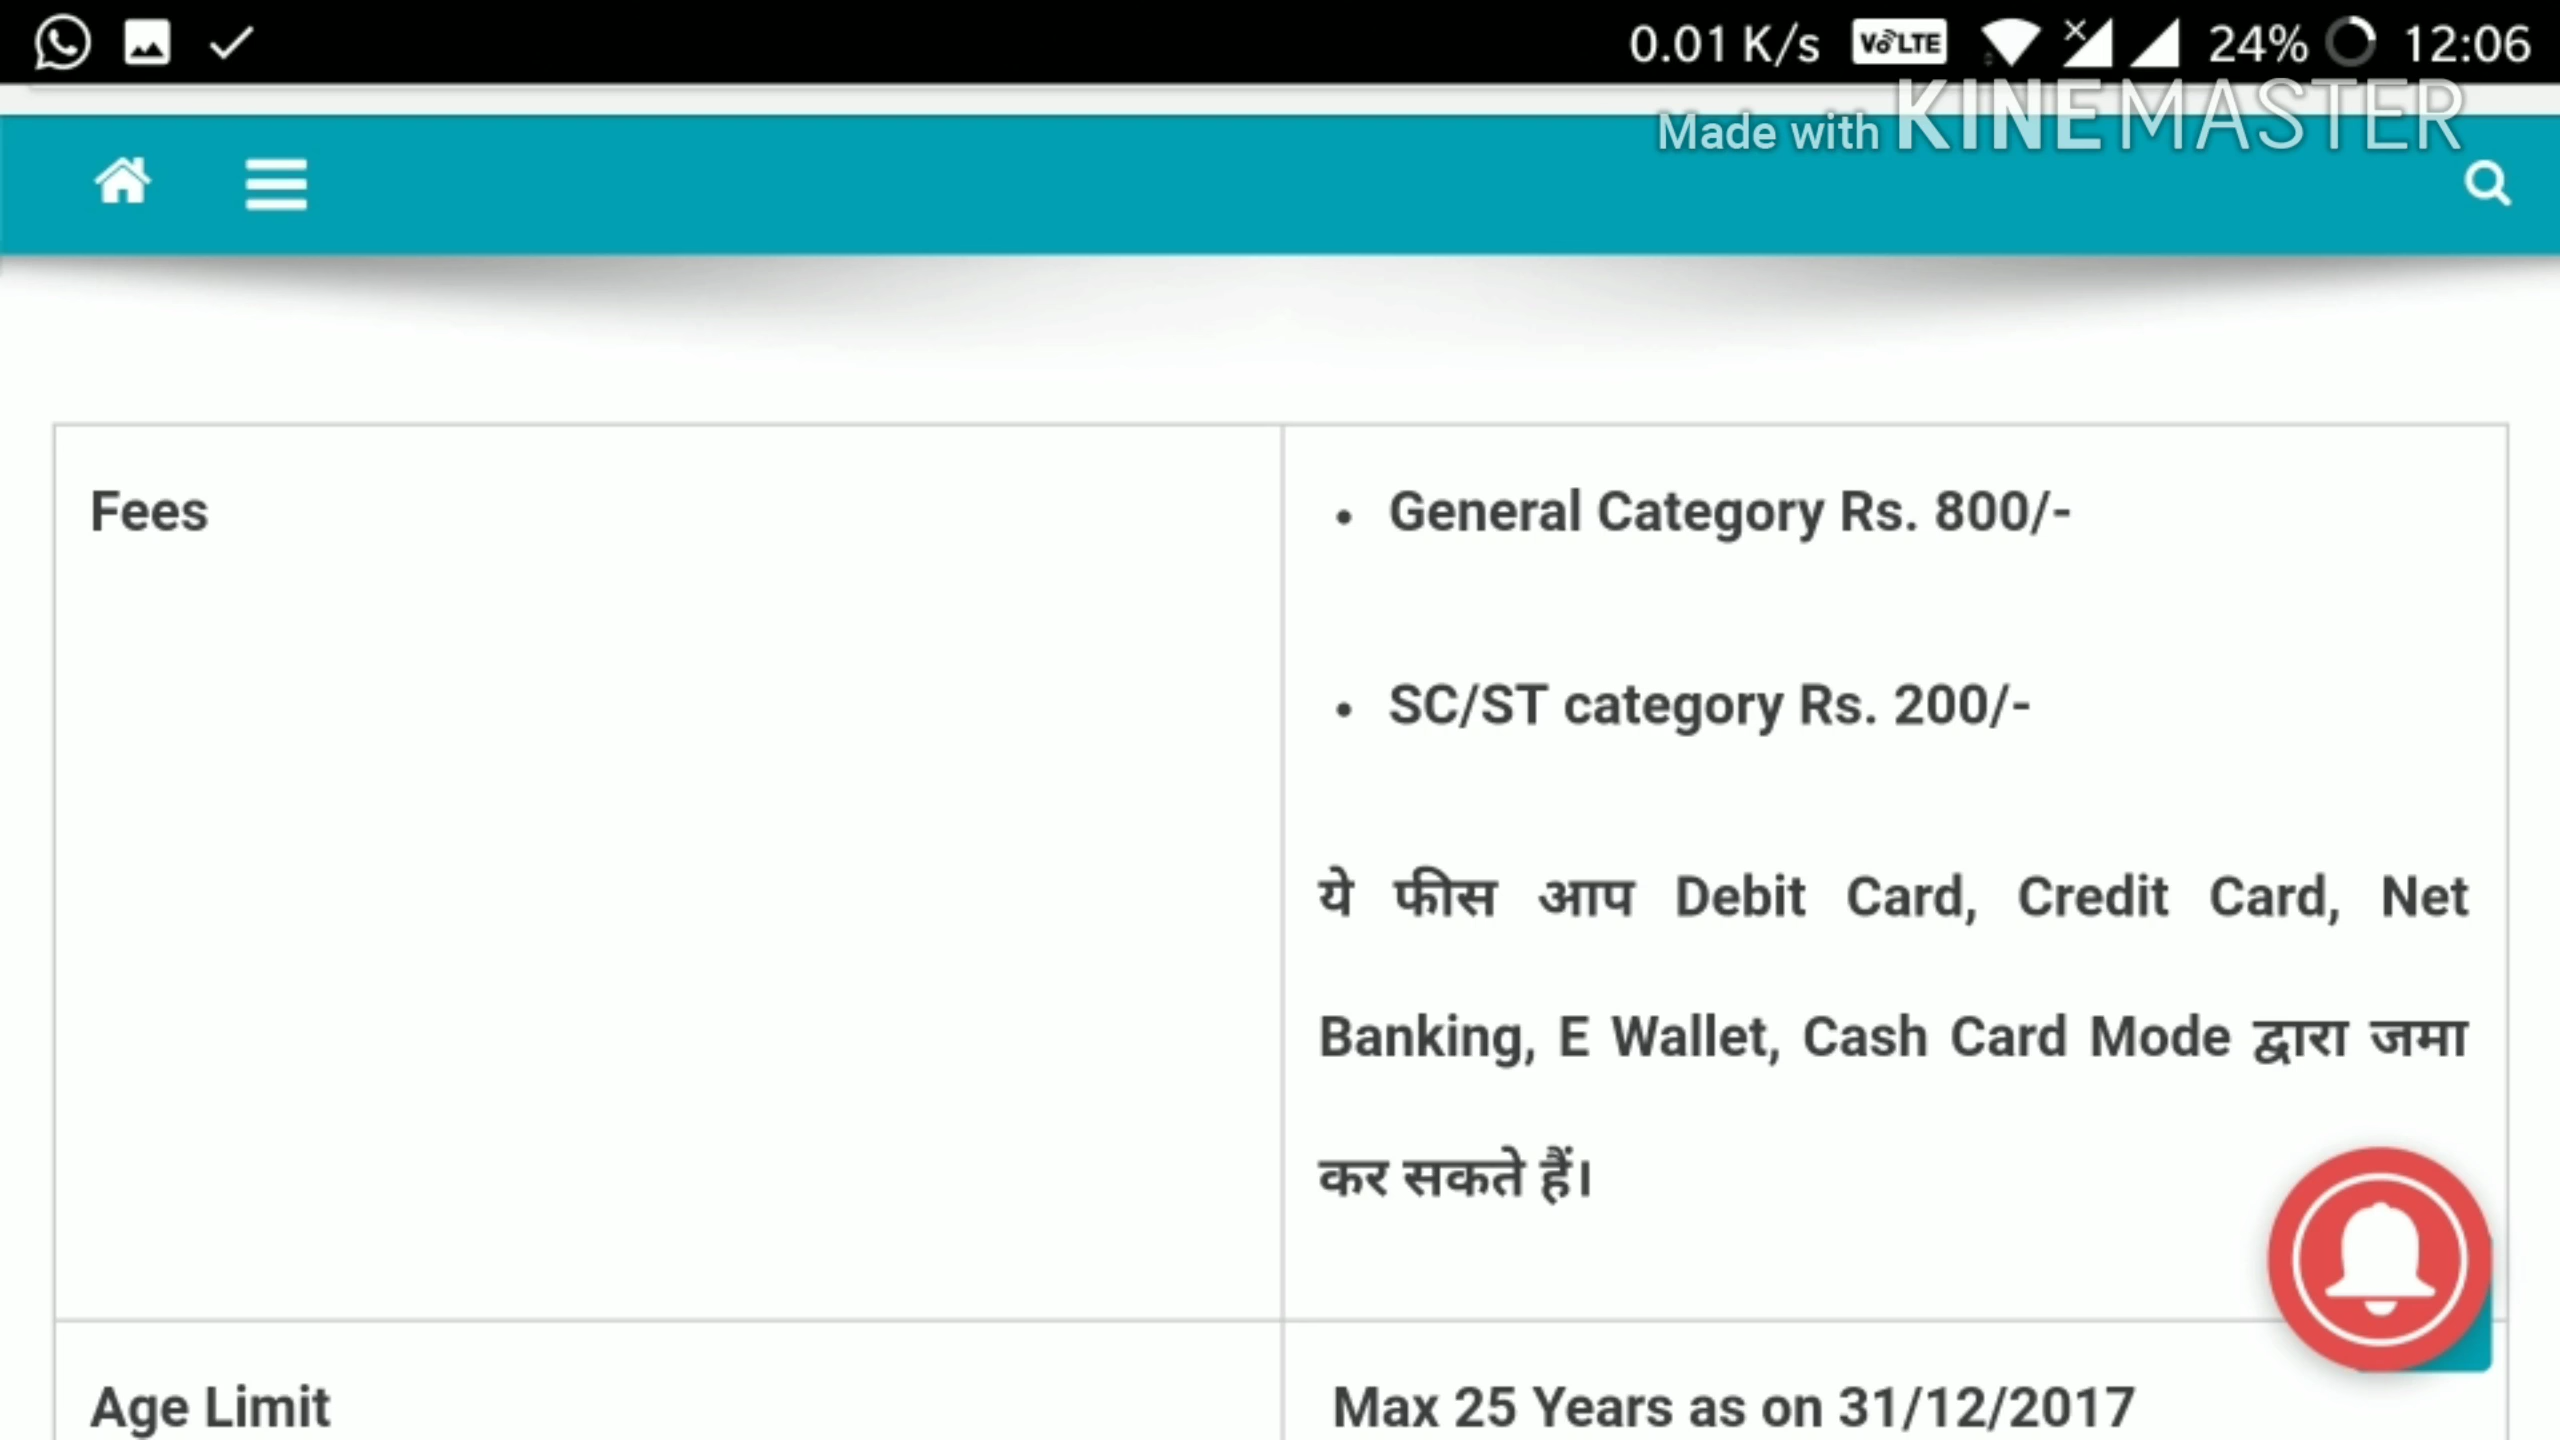 0.01 K/s VoLTE 24% 12:06
Made with KINEMASTER
Fees
• General Category Rs. 800/-
• SC/ST category Rs. 200/-
ये फीस आप Debit Card, Credit Card, Net
Banking, E Wallet, Cash Card Mode द्वारा जमा
कर सकते हैं।
Age Limit
Max 25 Years as on 31/12/2017